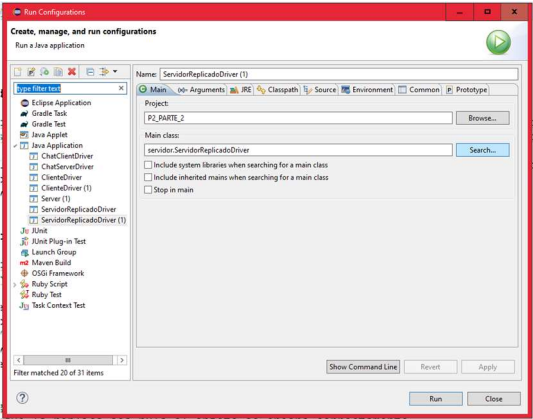 Run Configurations
Create, manage, and run configurations
Run a Java application
type filter text
Eclipse Application
Gradle Task
Gradle Test
Java Applet
Java Application
ChatClientDriver
ChatServerDriver
ClienteDriver
ClienteDriver (1)
Server (1)
ServidorReplicadoDriver
ServidorReplicadoDriver (1)
JUnit
JUnit Plug-in Test
Launch Group
m2 Maven Build
OSGi Framework
Ruby Script
Ruby Test
Task Context Test
Filter matched 20 of 31 items
Name: ServidorReplicadoDriver (1)
Main Arguments JRE Classpath Source Environment Common Prototype
Project:
P2_PARTE_2 Browse...
Main class:
servidor.ServidorReplicadoDriver Search...
Include system libraries when searching for a main class
Include inherited mains when searching for a main class
Stop in main
Show Command Line Revert Apply
Run Close